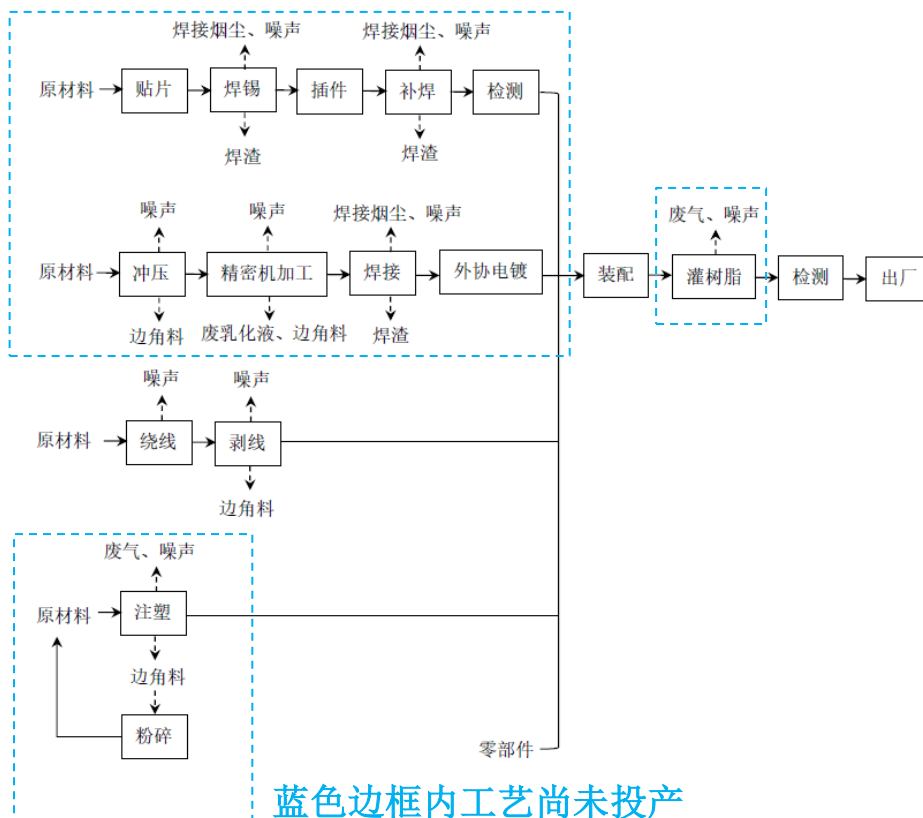 焊接烟尘、噪声
焊接烟尘、噪声
原材料
贴片
焊锡
插件
补焊
检测
焊渣
焊渣
噪声
噪声
焊接烟尘、噪声
废气、噪声
原材料
冲压
精密机加工
焊接
外协电镀
装配
灌树脂
检测
出厂
边角料
废乳化液、边角料
焊渣
噪声
噪声
原材料
绕线
剥线
边角料
废气、噪声
原材料
注塑
边角料
粉碎
零部件
蓝色边框内工艺尚未投产